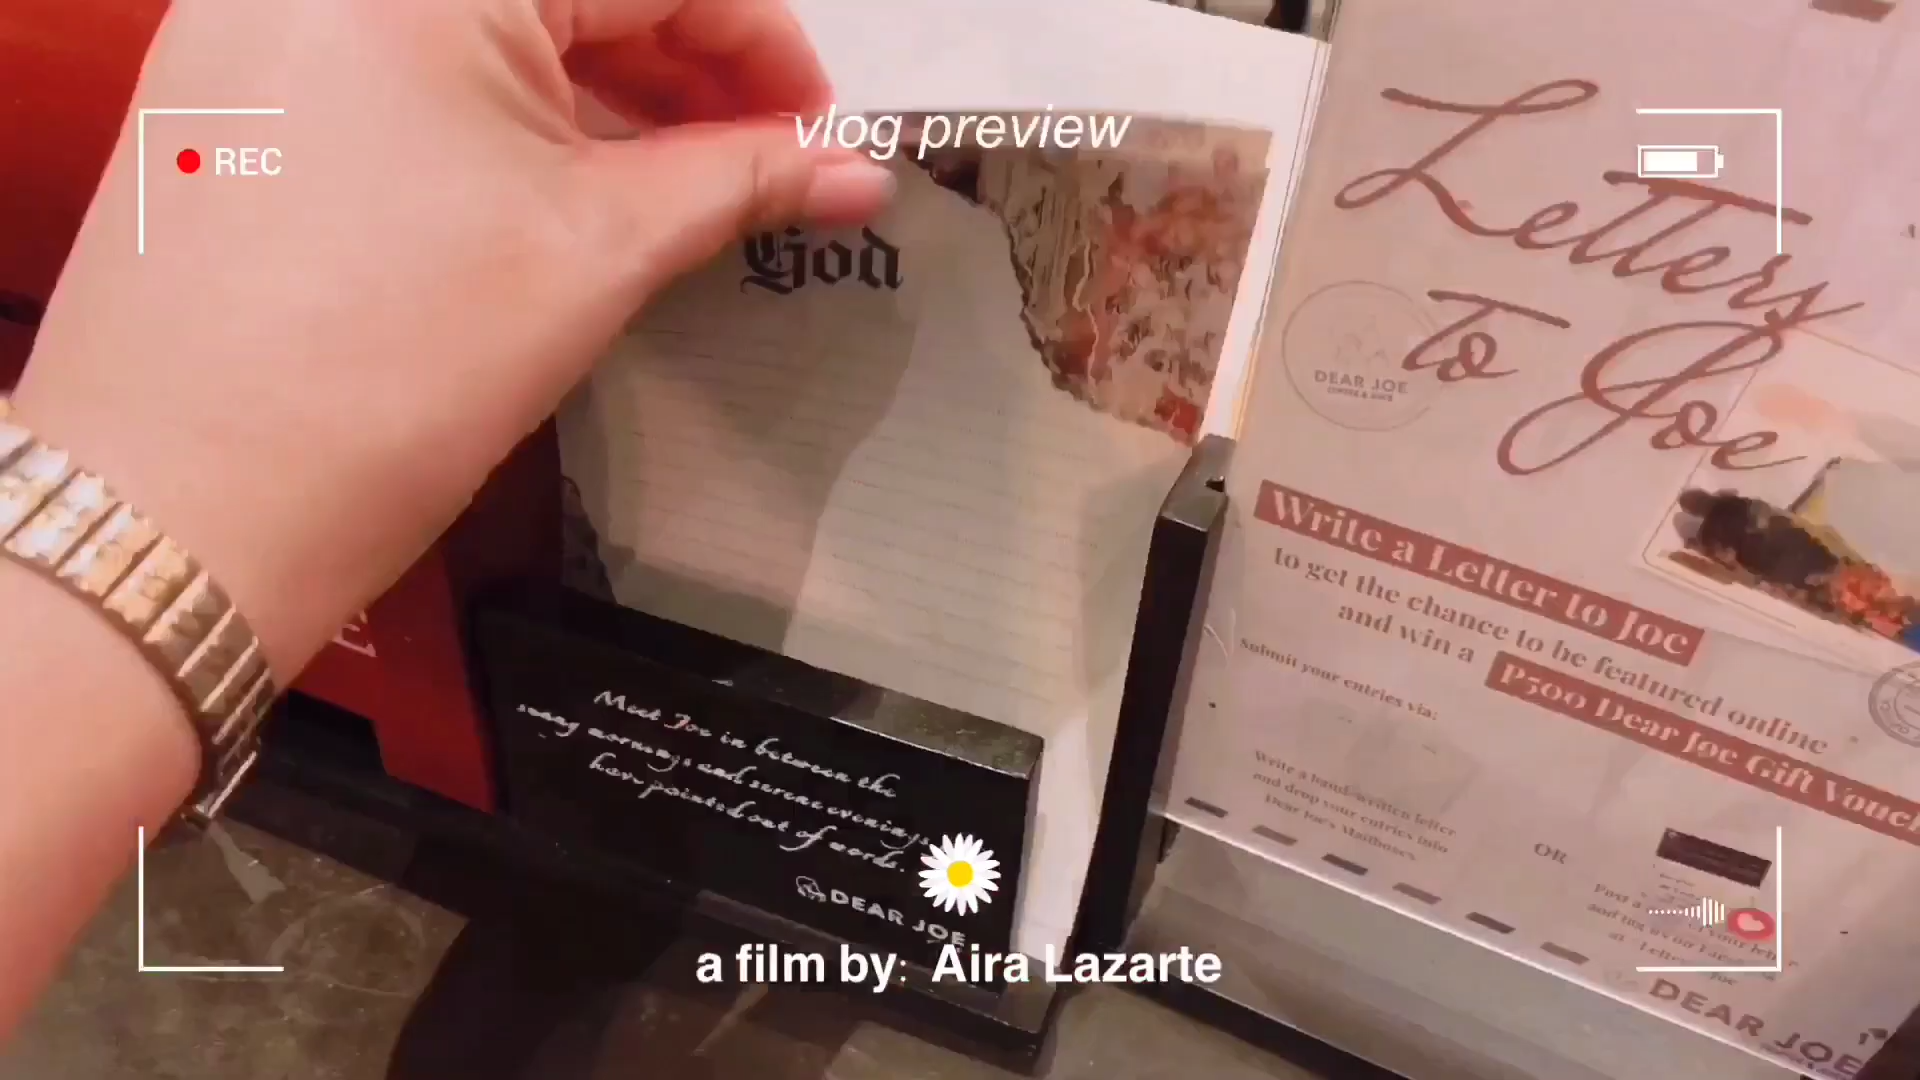 vlog preview
REC
God
Letters
To Joe
DEAR JOE
Write a Letter to Joe
to get the chance to be featured online
and win a P500 Dear Joe Gift Vouch
Submit your entries via:
Write a hand-written letter
and drop your entries into
Dear Joe's Mailboxes
OR
Meet Joe in between the
sunny mornings and serene evenings
have painted out of words.
DEAR JOE
DEAR JOE
a film by: Aira Lazarte